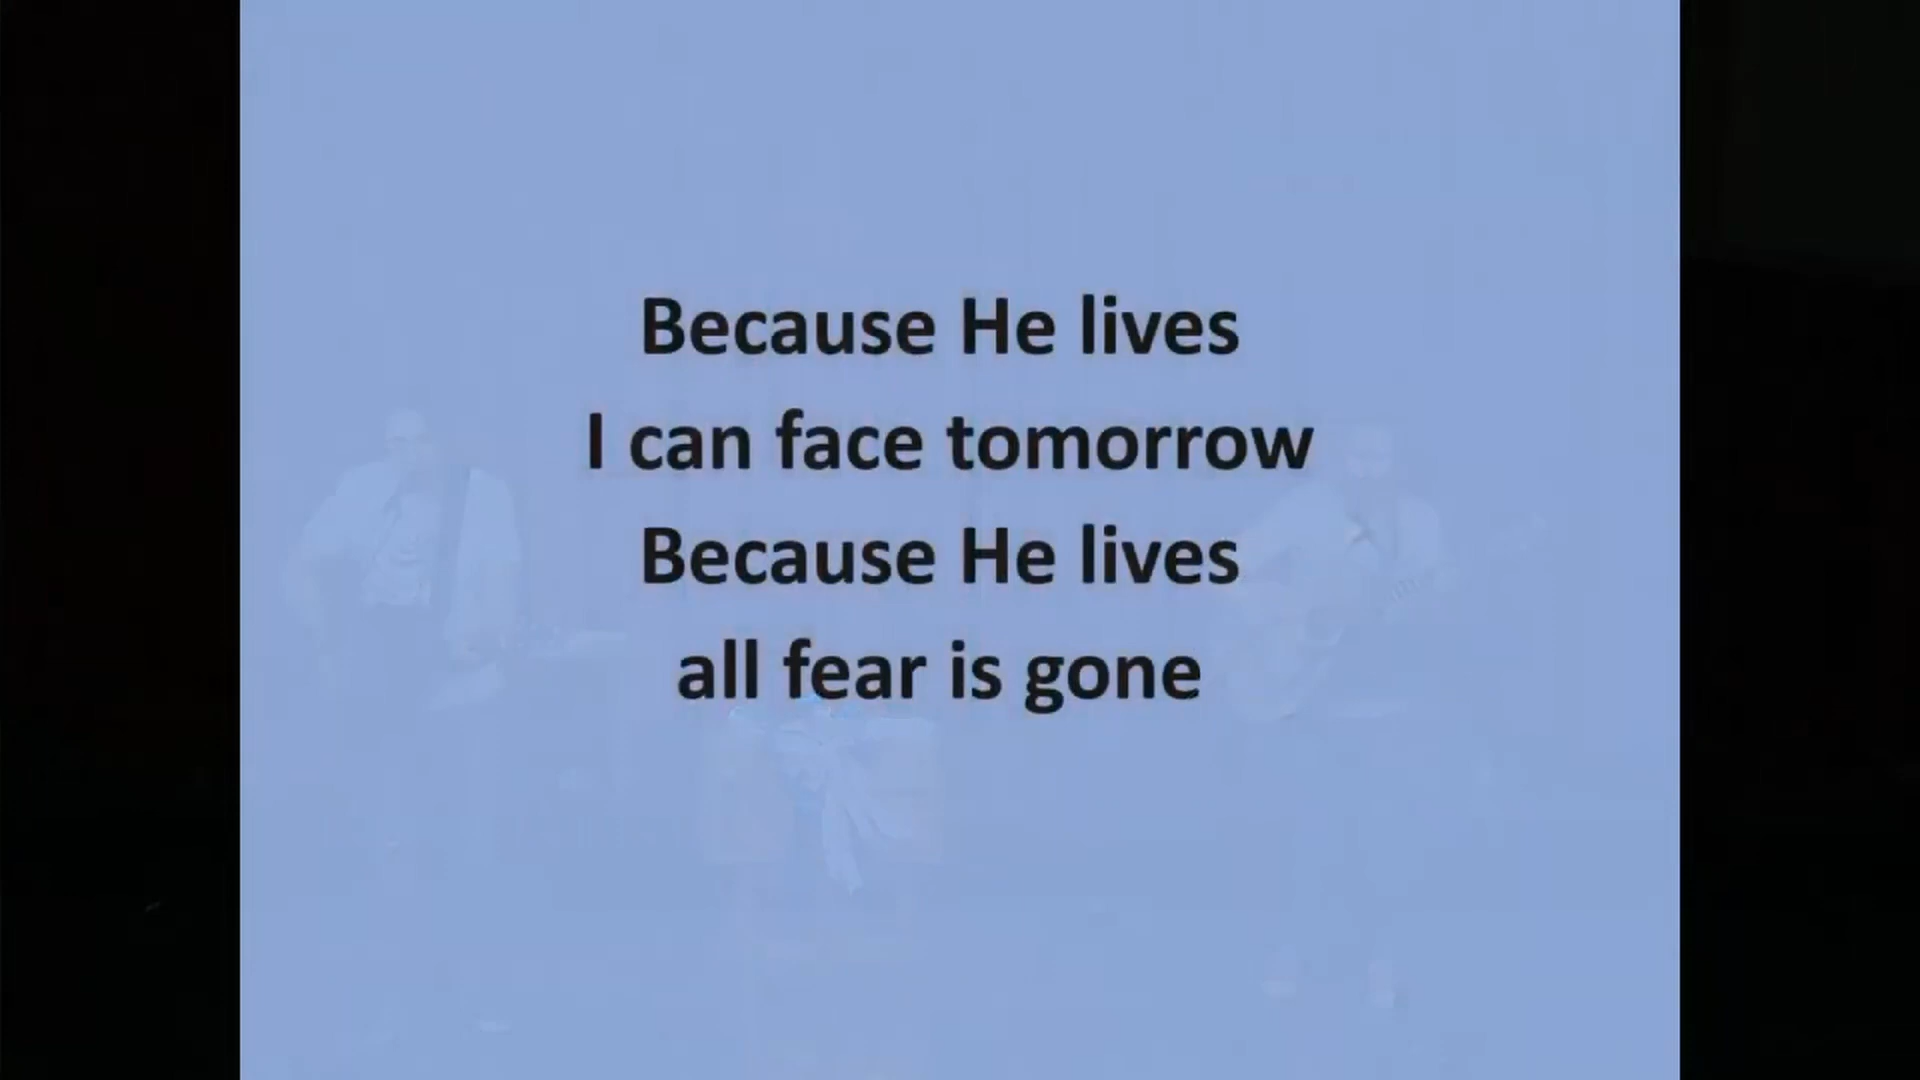 Because He lives
I can face tomorrow
Because He lives
all fear is gone